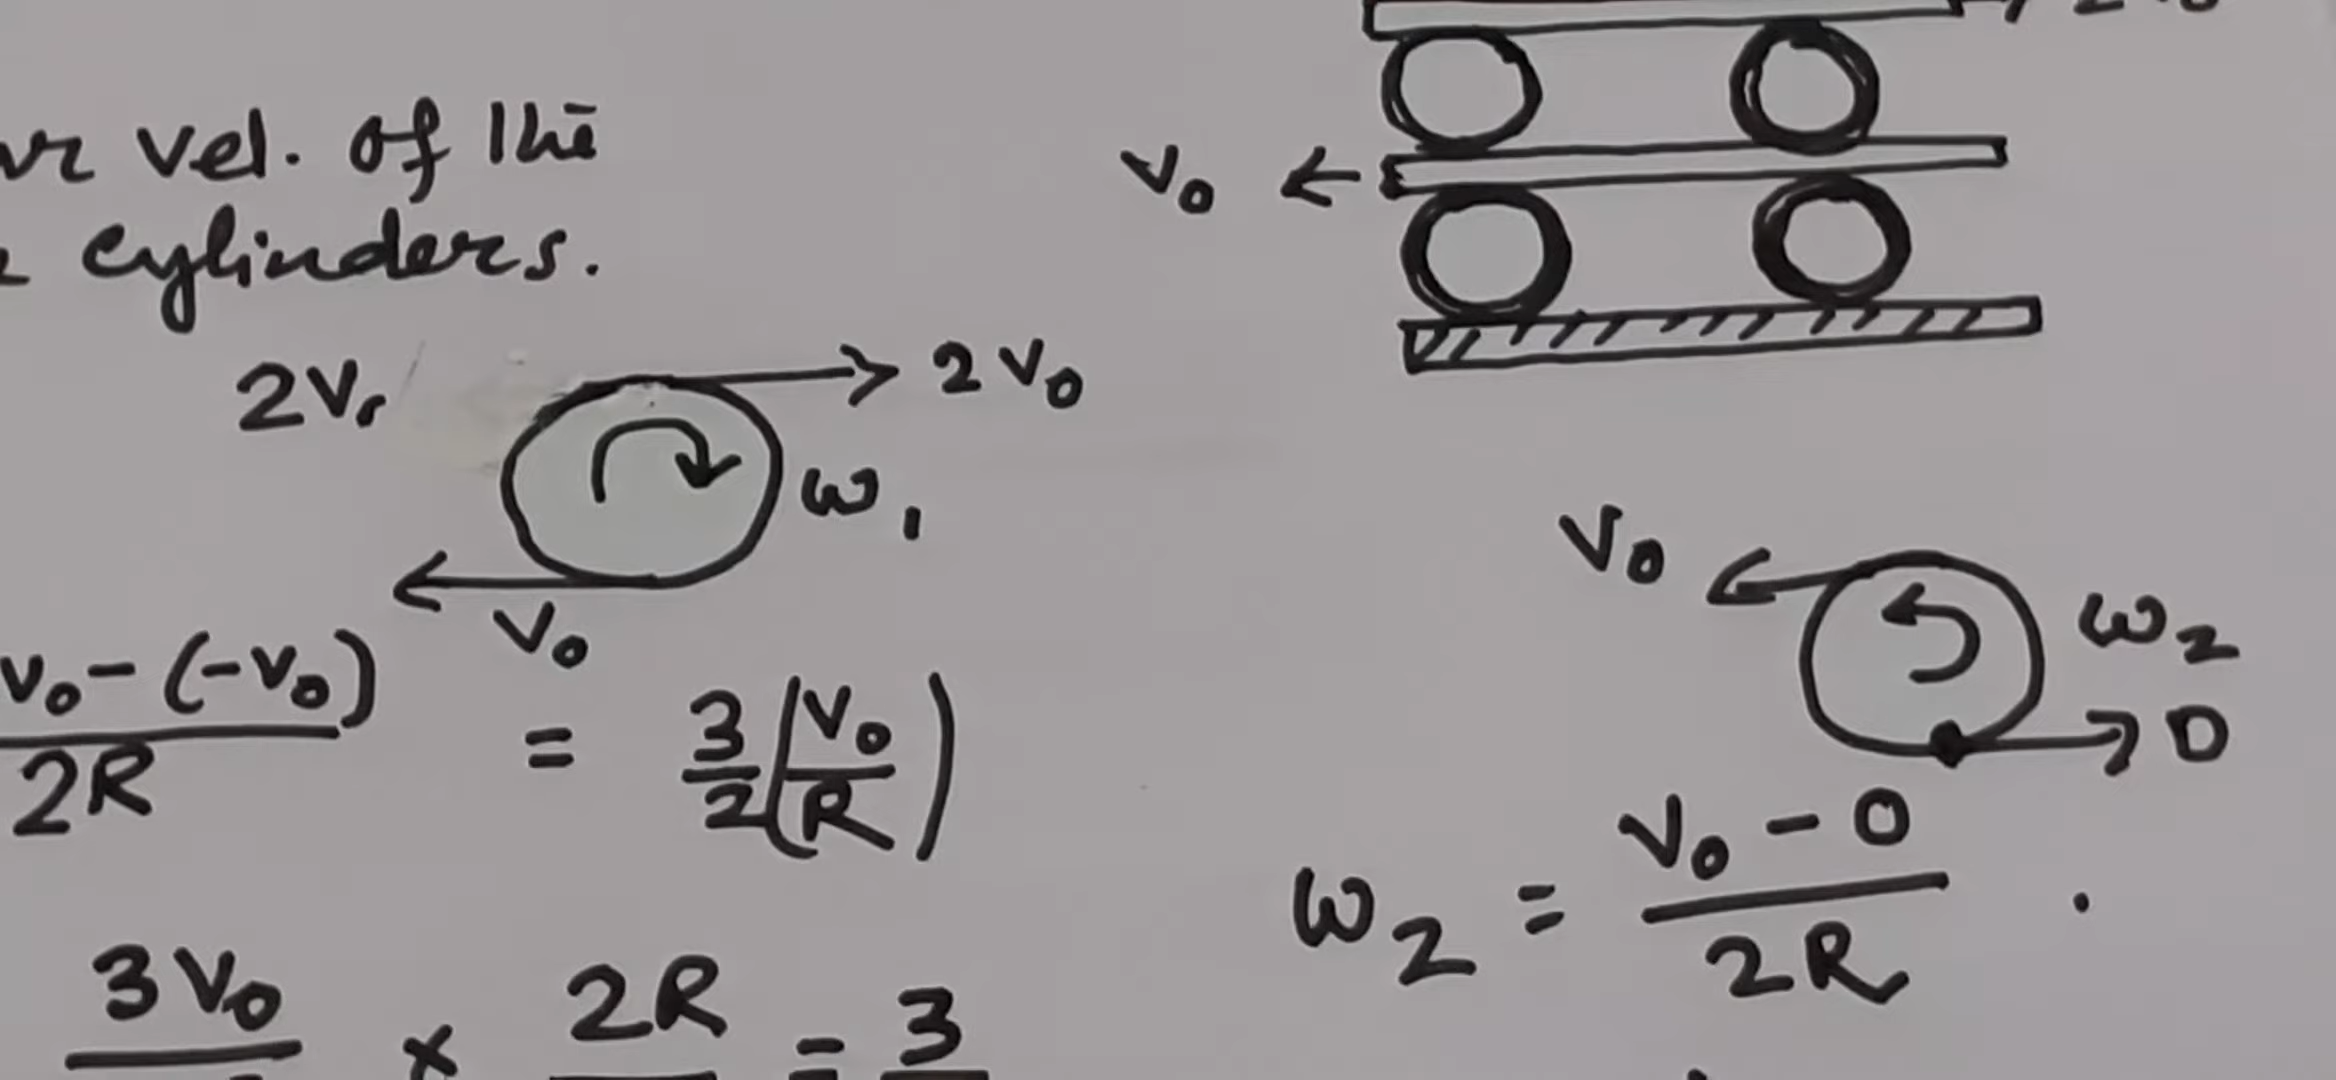 vel. of the
cylinders.
V₀ ←
2V
→ 2V₀
ω₁
← V₀
V₀ - (-V₀) / 2R = 3/2 (V₀/R)
V₀ ←
ω₂
→ 0
ω₂ = V₀ - 0 / 2R .
3V₀ × 2R = 3